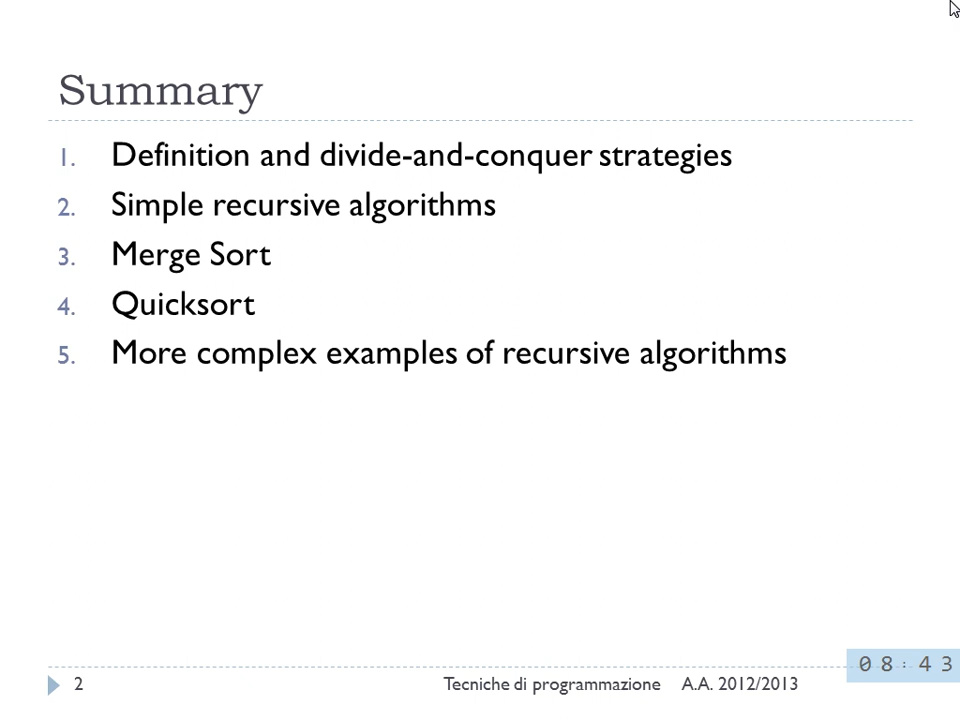 Summary
1. Definition and divide-and-conquer strategies
2. Simple recursive algorithms
3. Merge Sort
4. Quicksort
5. More complex examples of recursive algorithms
08:43
2 Tecniche di programmazione A.A. 2012/2013